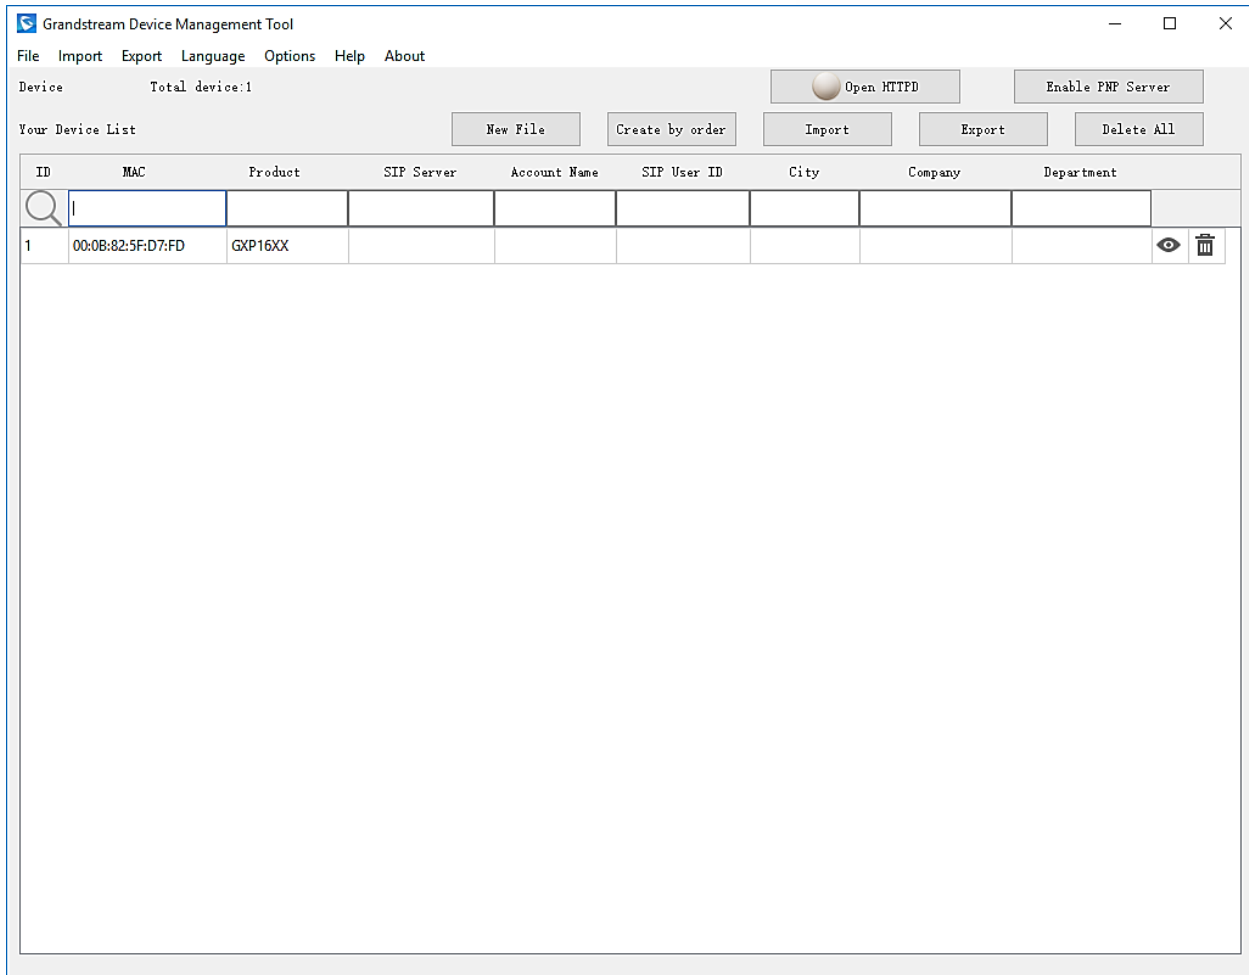 Grandstream Device Management Tool
File Import Export Language Options Help About
Device Total device:1 Open HTTPD Enable PNP Server
Your Device List New File Create by order Import Export Delete All
ID MAC Product SIP Server Account Name SIP User ID City Company Department
1 00:0B:82:5F:D7:FD GXP16XX